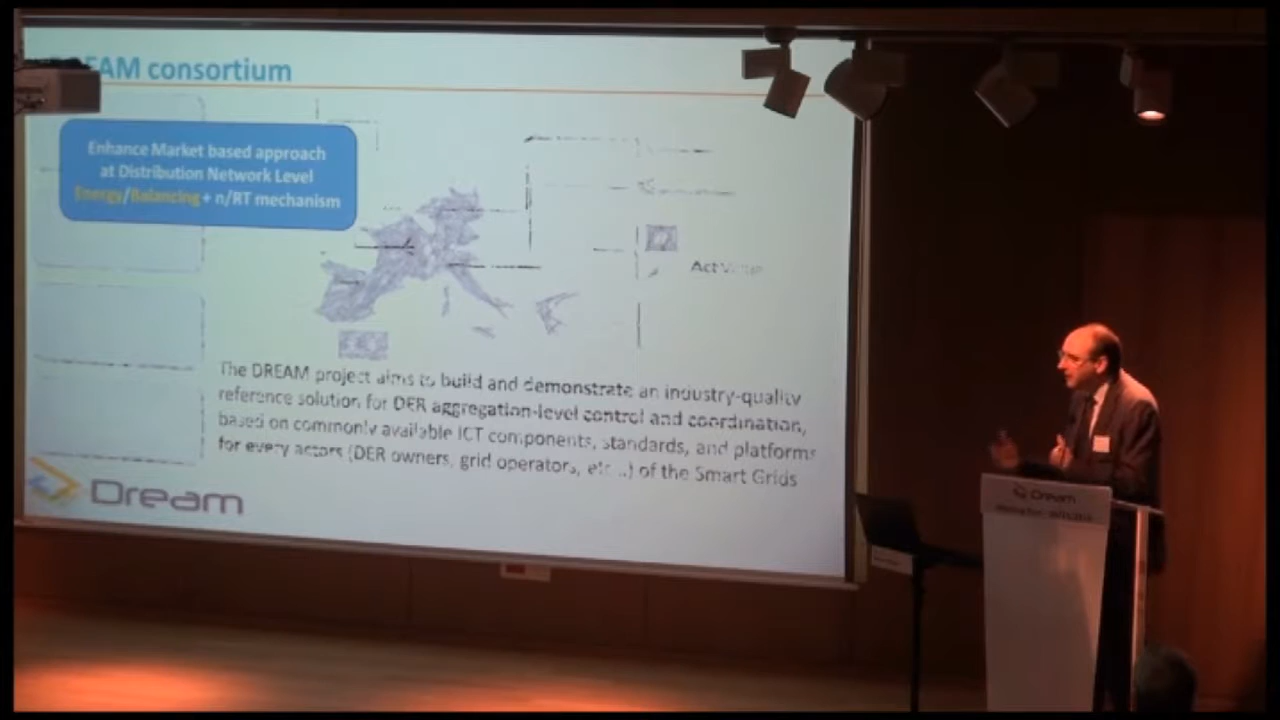 AM consortium
Enhance Market based approach
at Distribution Network Level
Energy/Balancing + n/RT mechanism
The DREAM project aims to build and demonstrate an industry-quality
reference solution for DER aggregation-level control and coordination,
based on commonly available ICT components, standards, and platforms
for every actors (DER owners, grid operators, etc...) of the Smart Grids
Dream
Dream